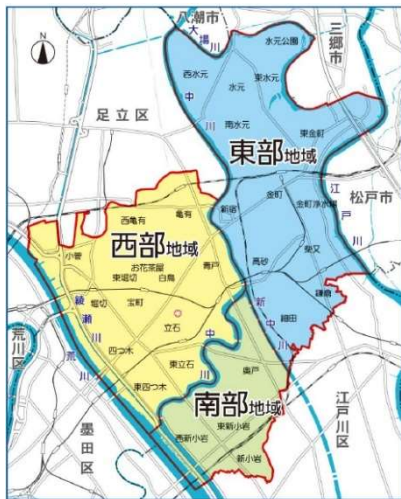 八潮市
大場川
三郷市
水元公園
N
西水元
東水元
水元
足立区
中川
南水元
東金町
東部地域
江戸川
松戸市
金町
金町浄水場
西亀有
亀有
新宿
西部地域
柴又
小菅
お花茶屋
青戸
高砂
東堀切
白鳥
鎌倉
綾瀬川
堀切
宝町
新中川
細田
荒川区
荒川
立石
中川
四つ木
奥戸
東立石
東四つ木
南部地域
江戸川区
墨田区
東新小岩
西新小岩
新小岩